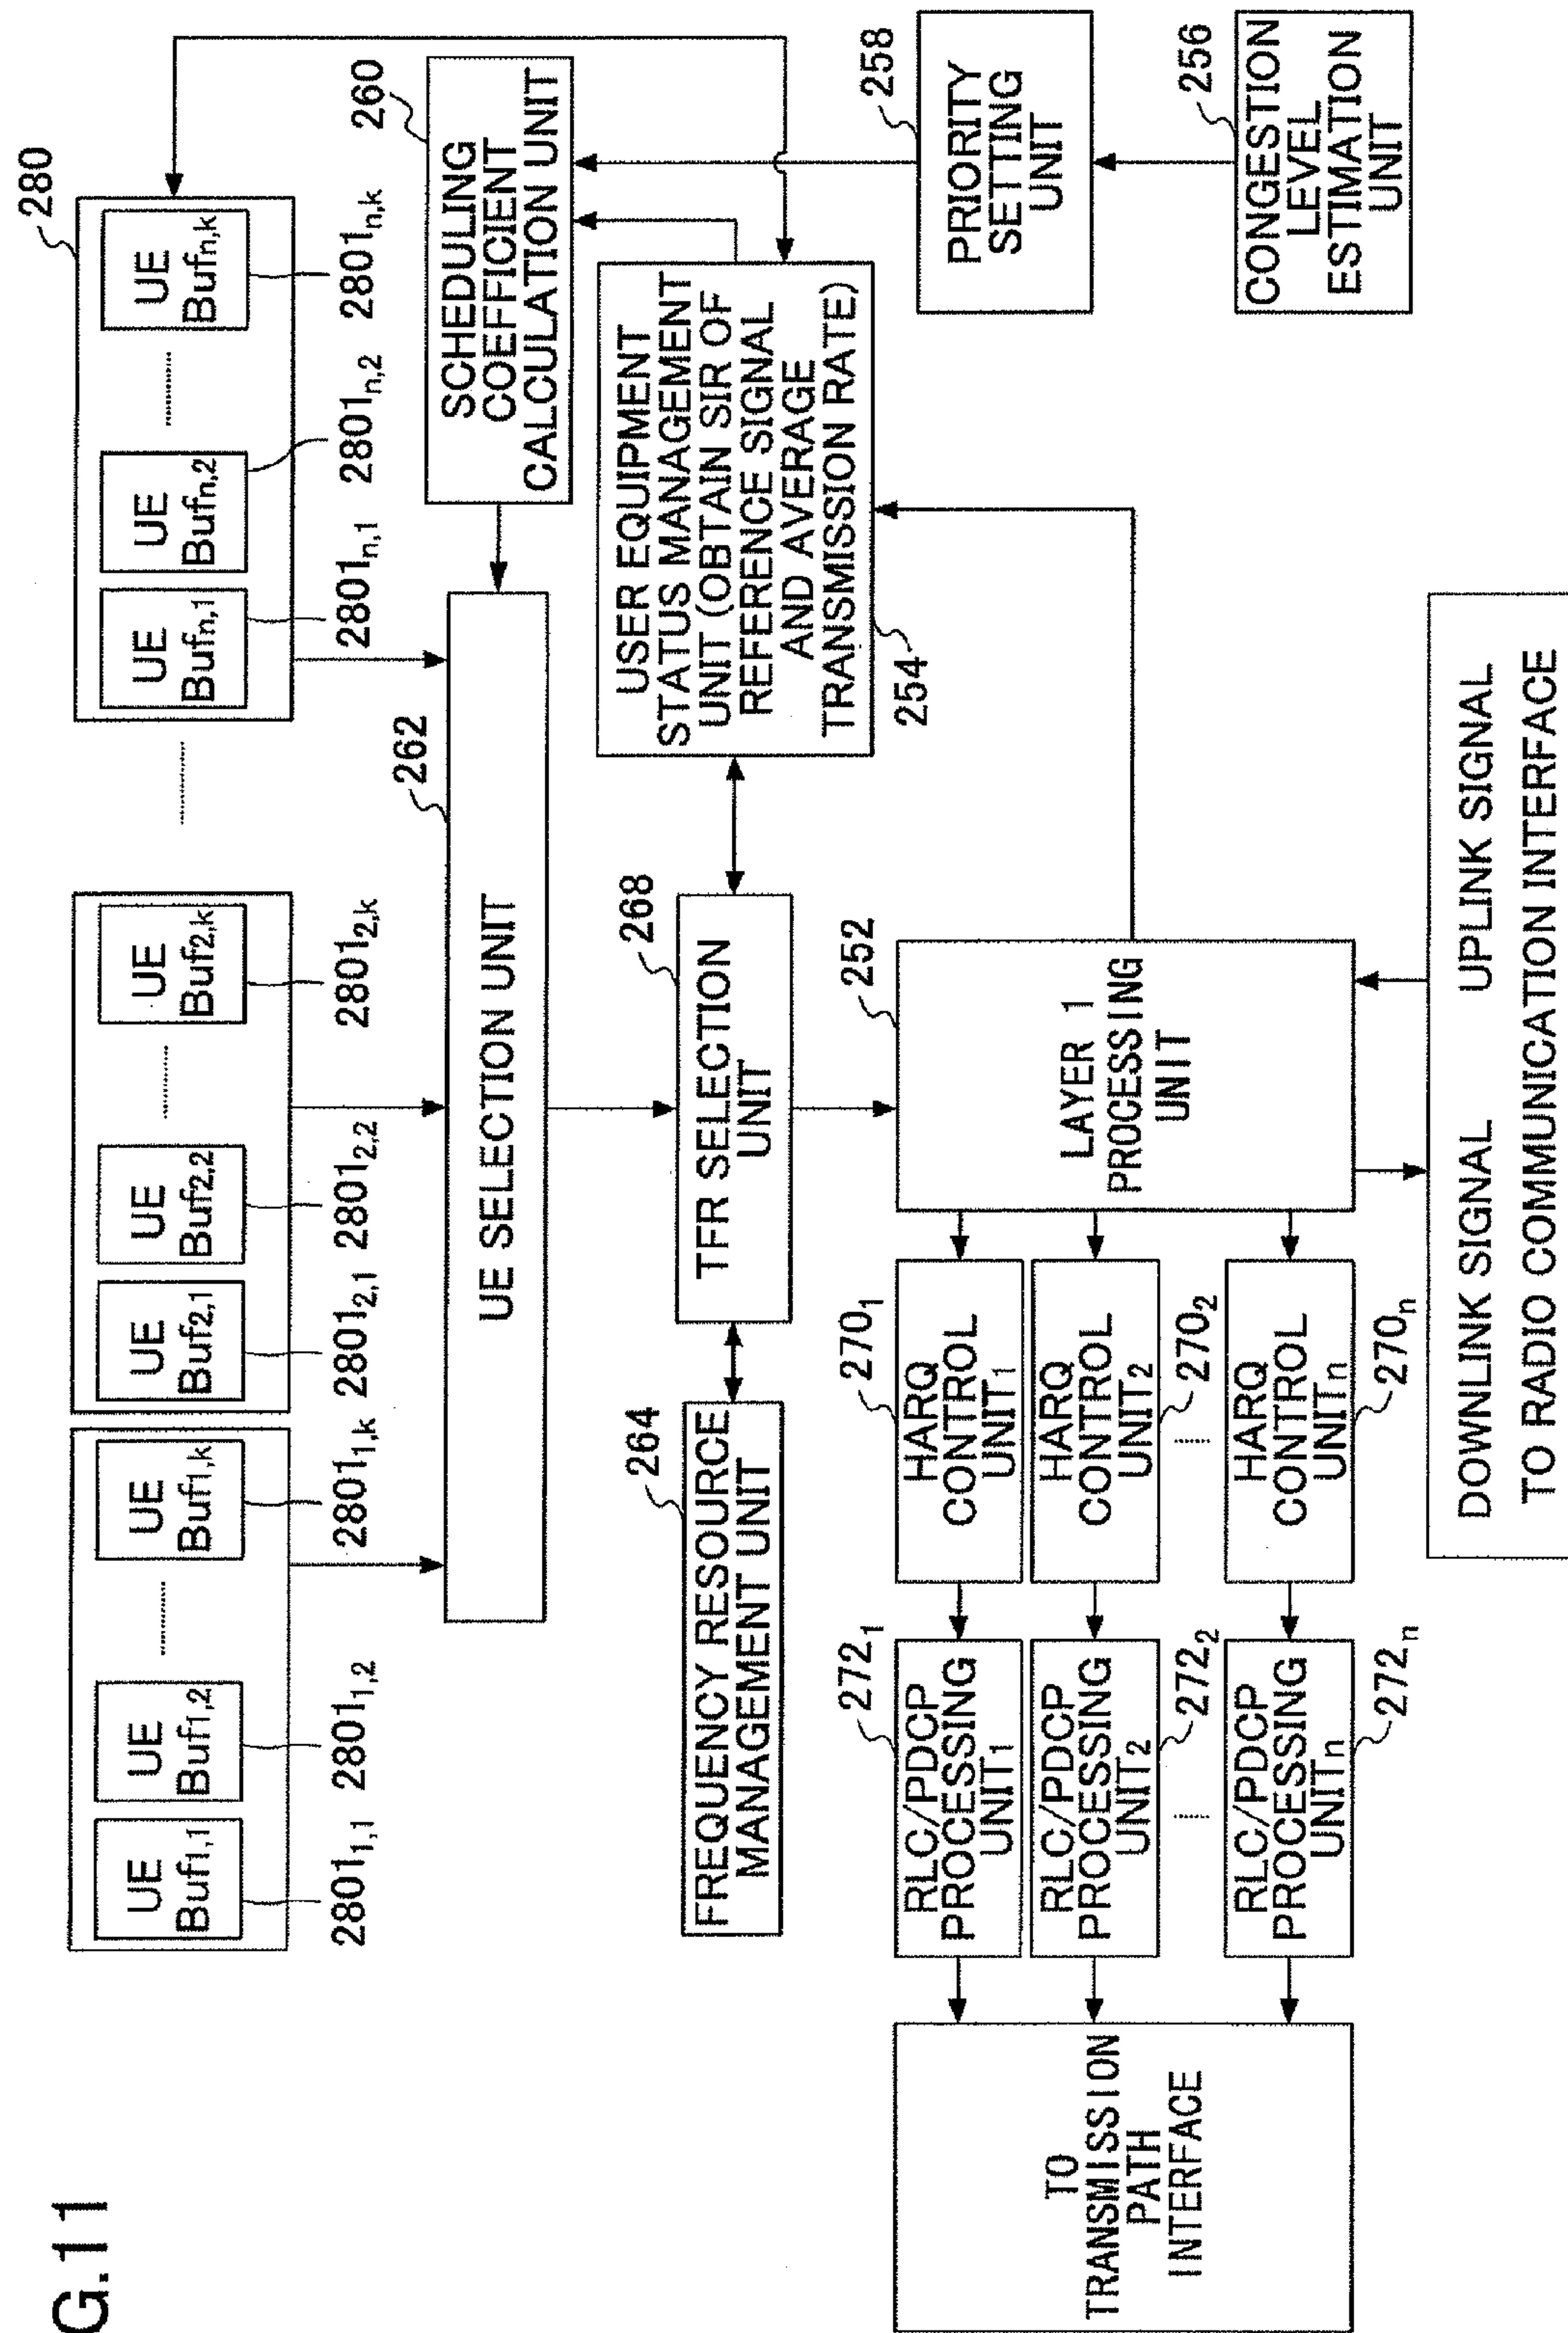 G.11
280
UE
Buf1,1
UE
Buf1,2
UE
Buf1,k
UE
Buf2,1
UE
Buf2,2
UE
Buf2,k
UE
Bufn,1
UE
Bufn,2
UE
Bufn,k
2801₁,₁
2801₁,₂
2801₁,k
2801₂,₁
2801₂,₂
2801₂,k
2801n,₁
2801n,₂
2801n,k
262
UE SELECTION UNIT
260
SCHEDULING
COEFFICIENT
CALCULATION UNIT
264
FREQUENCY RESOURCE
MANAGEMENT UNIT
268
TFR SELECTION
UNIT
USER EQUIPMENT
STATUS MANAGEMENT
UNIT (OBTAIN SIR OF
REFERENCE SIGNAL
AND AVERAGE
TRANSMISSION RATE)
254
258
PRIORITY
SETTING
UNIT
256
CONGESTION
LEVEL
ESTIMATION
UNIT
252
LAYER 1
PROCESSING
UNIT
270₁
HARQ
CONTROL
UNIT₁
270₂
HARQ
CONTROL
UNIT₂
270n
HARQ
CONTROL
UNITn
272₁
RLC/PDCP
PROCESSING
UNIT₁
272₂
RLC/PDCP
PROCESSING
UNIT₂
272n
RLC/PDCP
PROCESSING
UNITn
TO
TRANSMISSION
PATH
INTERFACE
DOWNLINK SIGNAL UPLINK SIGNAL
TO RADIO COMMUNICATION INTERFACE